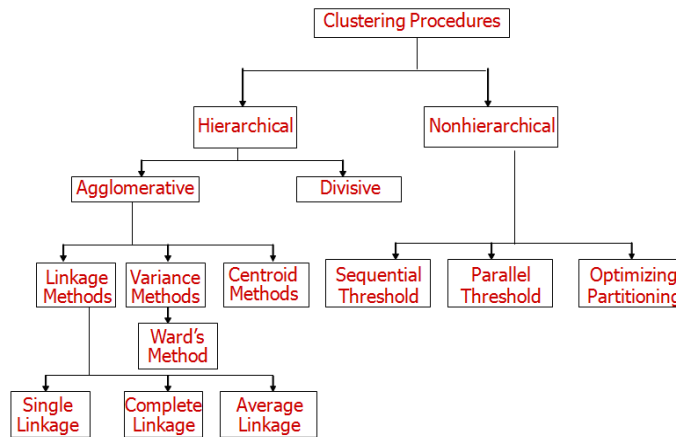 Clustering Procedures
Hierarchical
Nonhierarchical
Agglomerative
Divisive
Linkage
Methods
Variance
Methods
Centroid
Methods
Sequential
Threshold
Parallel
Threshold
Optimizing
Partitioning
Ward's
Method
Single
Linkage
Complete
Linkage
Average
Linkage